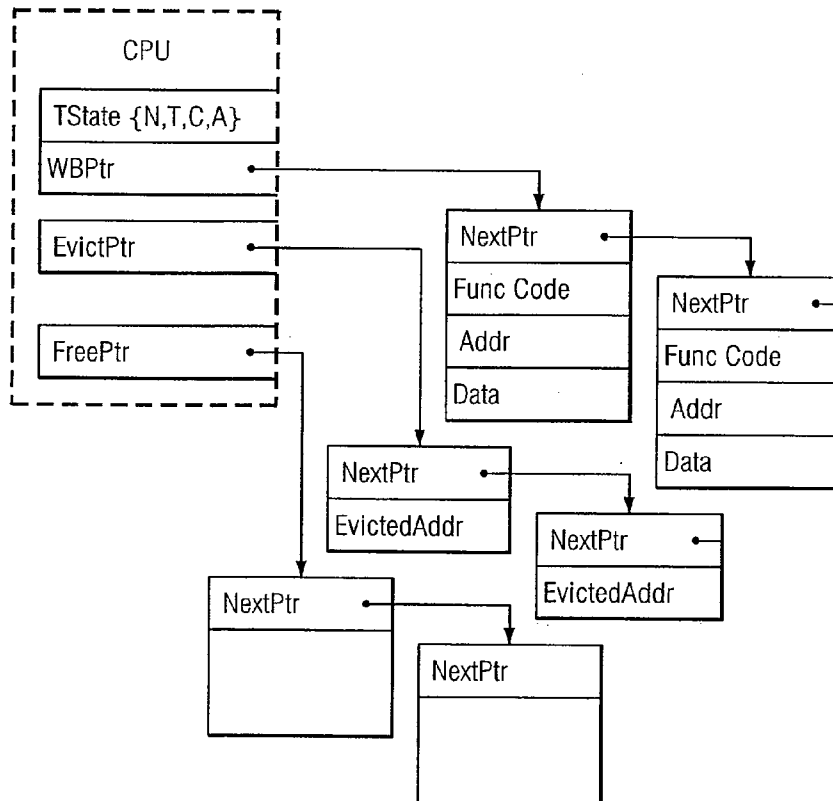 CPU
TState {N,T,C,A}
WBPtr
EvictPtr
FreePtr
NextPtr
Func Code
Addr
Data
NextPtr
Func Code
Addr
Data
NextPtr
EvictedAddr
NextPtr
EvictedAddr
NextPtr
NextPtr